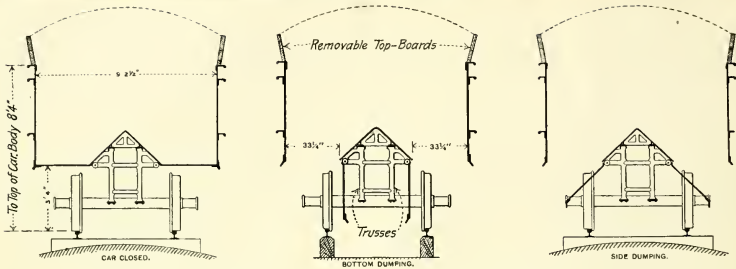 9' 2½"
To Top of Car Body 8'4"
3' 4"
CAR CLOSED.
Removable Top-Boards
33¼" 33¼"
Trusses
BOTTOM DUMPING.
SIDE DUMPING.